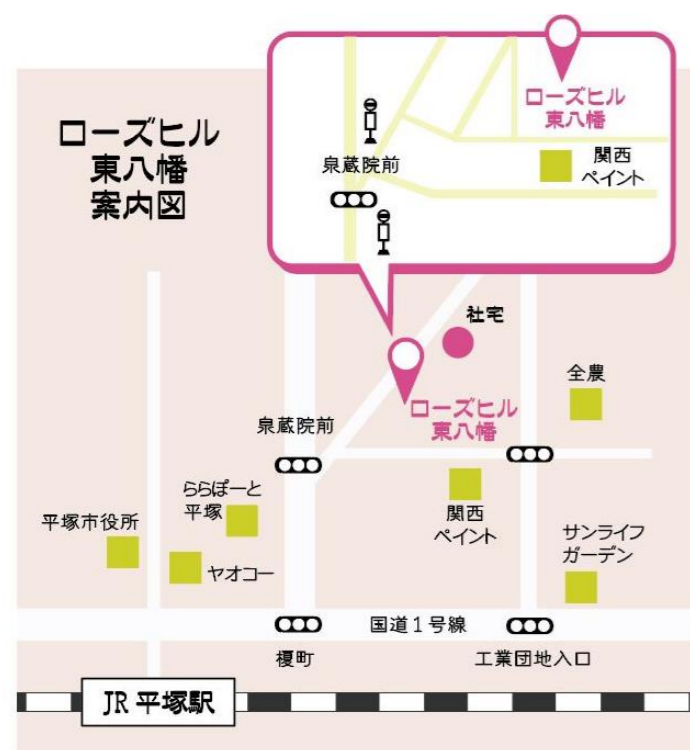 ローズヒル
東八幡
案内図
ローズヒル
東八幡
関西
ペイント
泉蔵院前
社宅
ローズヒル
東八幡
全農
泉蔵院前
ららぽーと
平塚
関西
ペイント
平塚市役所
サンライフ
ガーデン
ヤオコー
国道1号線
榎町
工業団地入口
JR 平塚駅